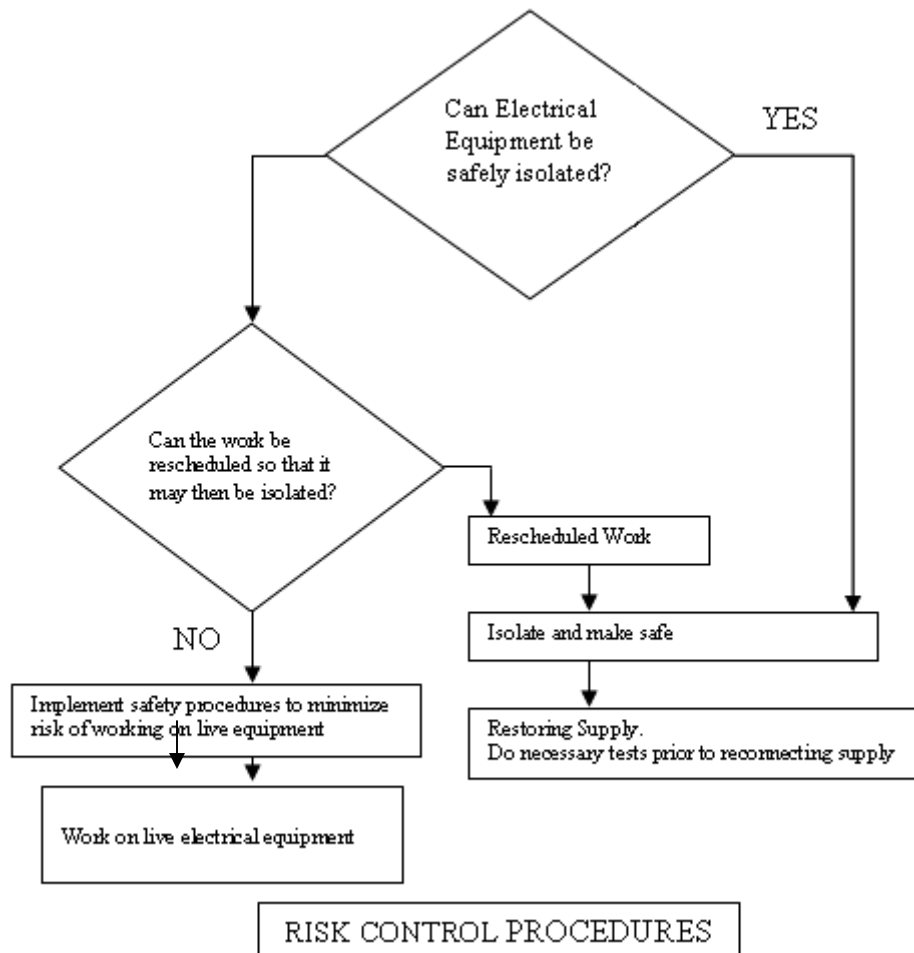 Can Electrical
Equipment be
safely isolated?
YES
Can the work be
rescheduled so that it
may then be isolated?
Rescheduled Work
Isolate and make safe
NO
Implement safety procedures to minimize
risk of working on live equipment
Restoring Supply.
Do necessary tests prior to reconnecting supply
Work on live electrical equipment
RISK CONTROL PROCEDURES